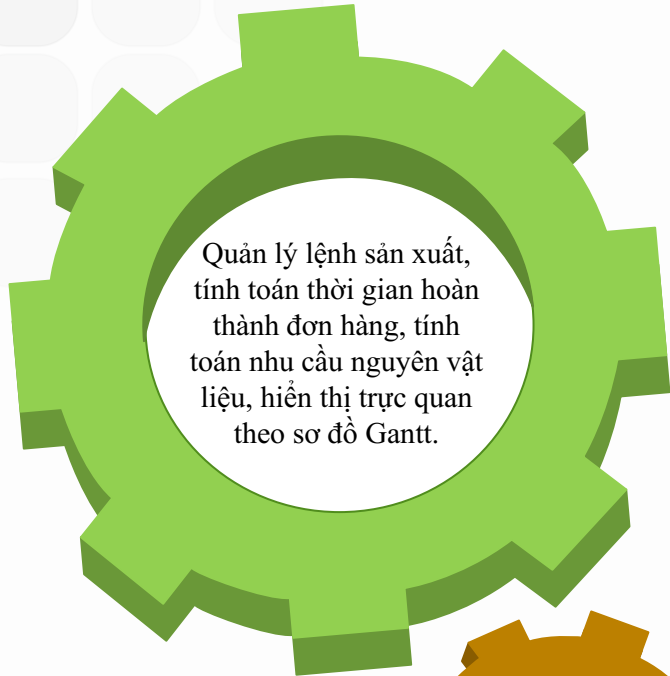 Quản lý lệnh sản xuất,
tính toán thời gian hoàn
thành đơn hàng, tính
toán nhu cầu nguyên vật
liệu, hiển thị trực quan
theo sơ đồ Gantt.